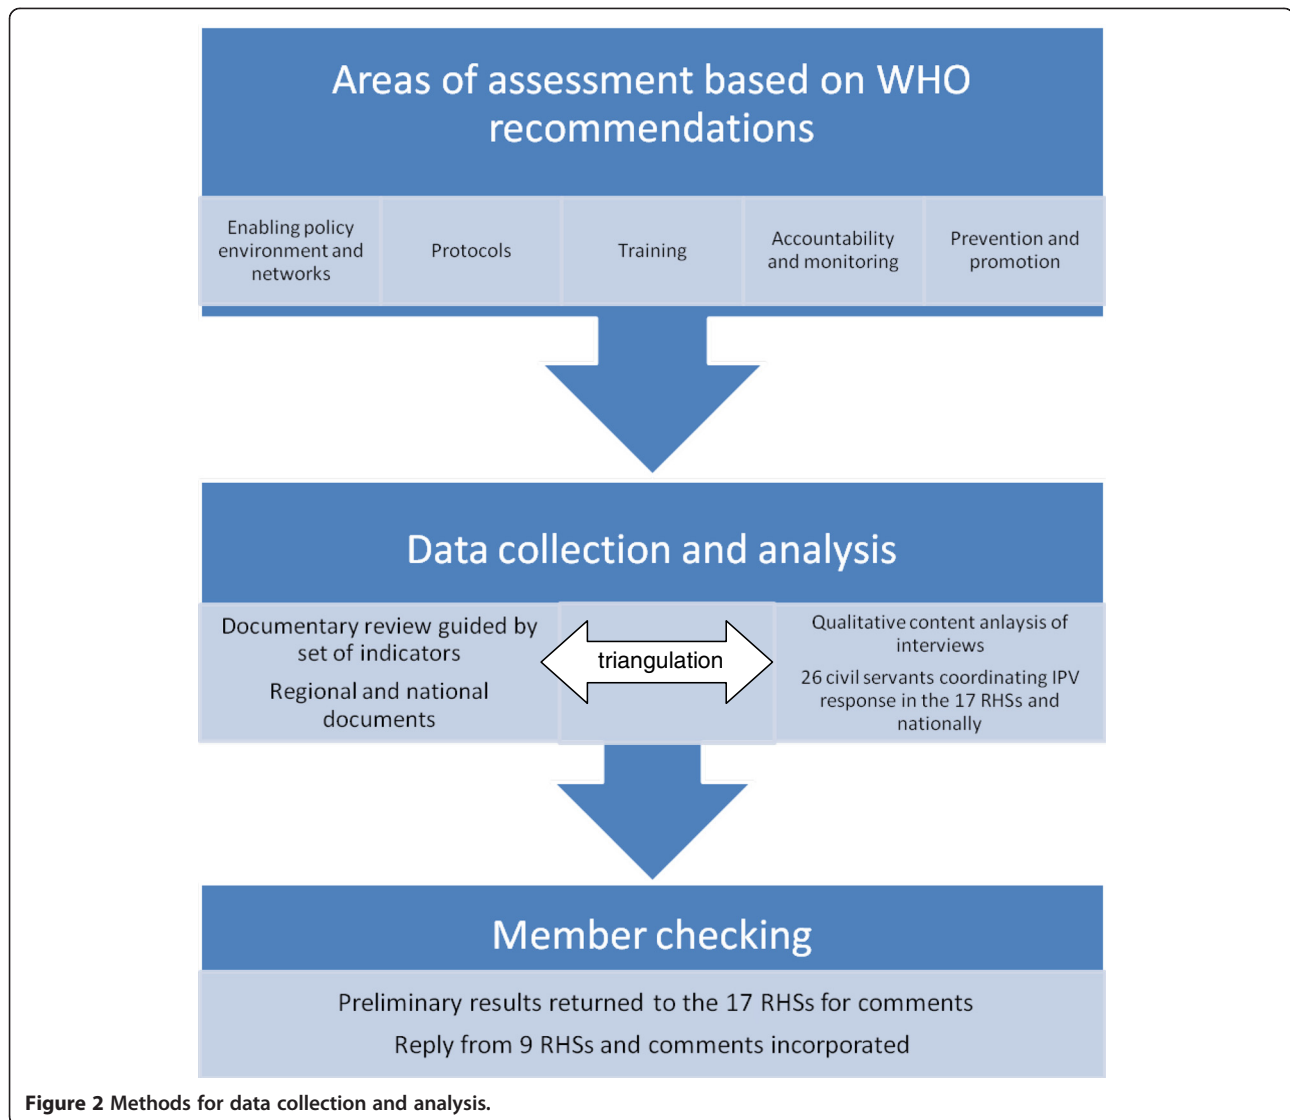 Areas of assessment based on WHO
recommendations
Enabling policy
environment and
networks
Protocols
Training
Accountability
and monitoring
Prevention and
promotion
Data collection and analysis
Documentary review guided by
set of indicators
Regional and national
documents
triangulation
Qualitative content anlaysis of
interviews
26 civil servants coordinating IPV
response in the 17 RHSs and
nationally
Member checking
Preliminary results returned to the 17 RHSs for comments
Reply from 9 RHSs and comments incorporated
Figure 2 Methods for data collection and analysis.